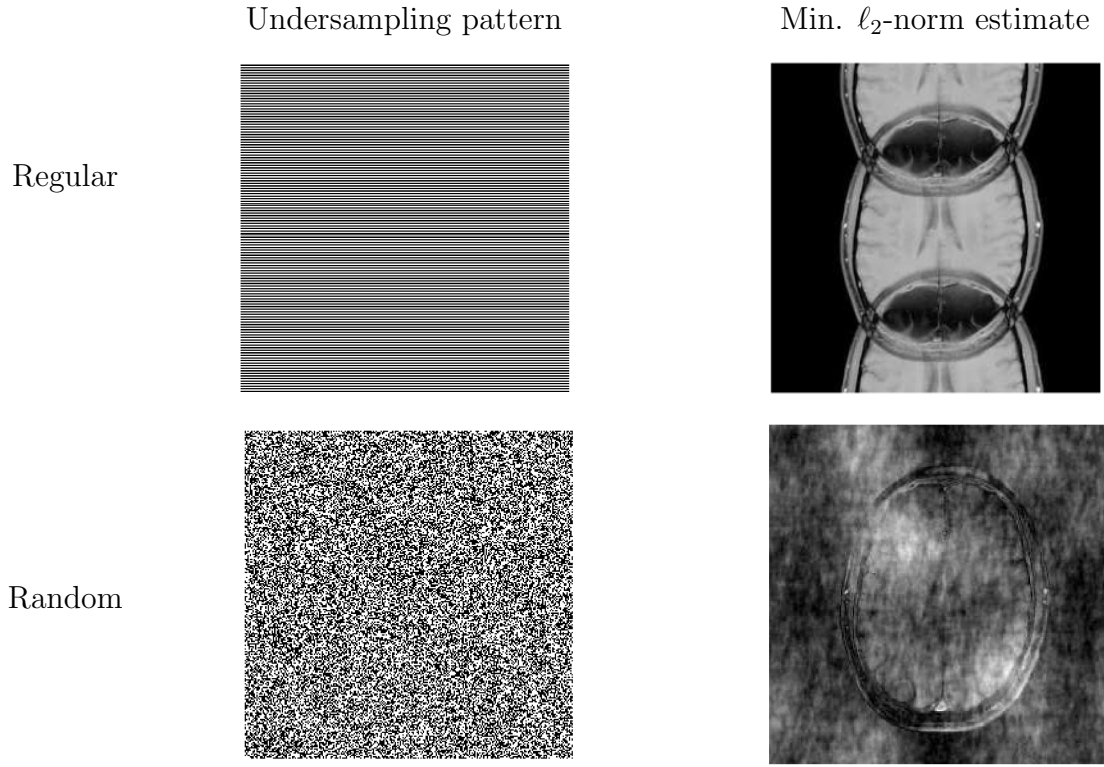 Undersampling pattern
Min. ℓ₂-norm estimate
Regular
Random